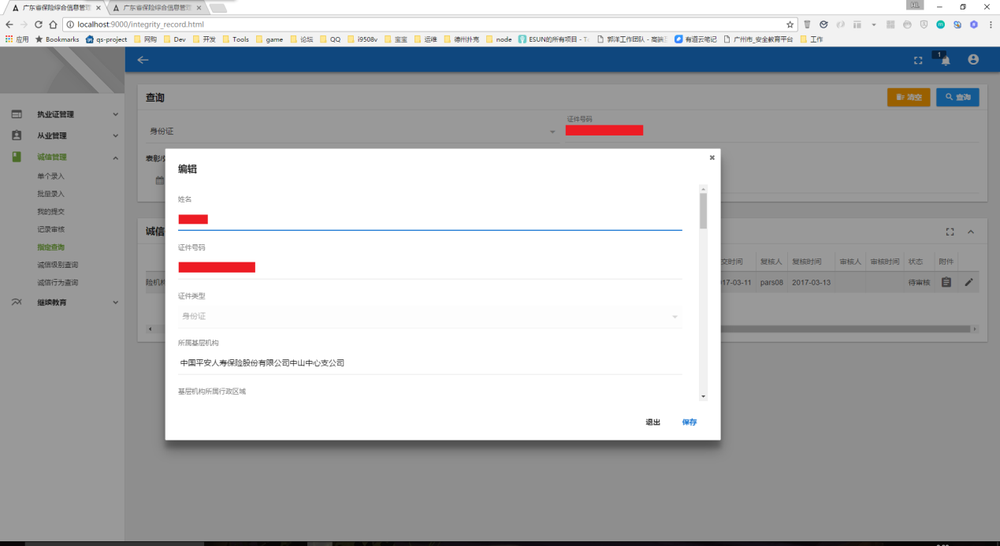 广东省保险综合信息管理
广东省保险综合信息管理
HL
localhost:9000/integrity_record.html
应用 Bookmarks qs-project 网购 Dev 开发 Tools game 论坛 QQ i9508v 宝宝 运维 德州扑克 node ESUN的所有项目 - 郭洋工作团队 - 高端 有道云笔记 广州市_安全教育平台 工作
1
查询
清空
查询
执业证管理
从业管理
诚信管理
单个录入
批量录入
我的提交
记录审核
指定查询
诚信级别查询
诚信行为查询
继续教育
身份证
证件号码
表彰/
编辑
姓名
证件号码
证件类型
身份证
所属基层机构
中国平安人寿保险股份有限公司中山中心支公司
基层机构所属行政区域
退出
保存
诚信
交时间 复核人 复核时间 审核人 审核时间 状态 附件
险机构
17-03-11 pars08 2017-03-13 待审核